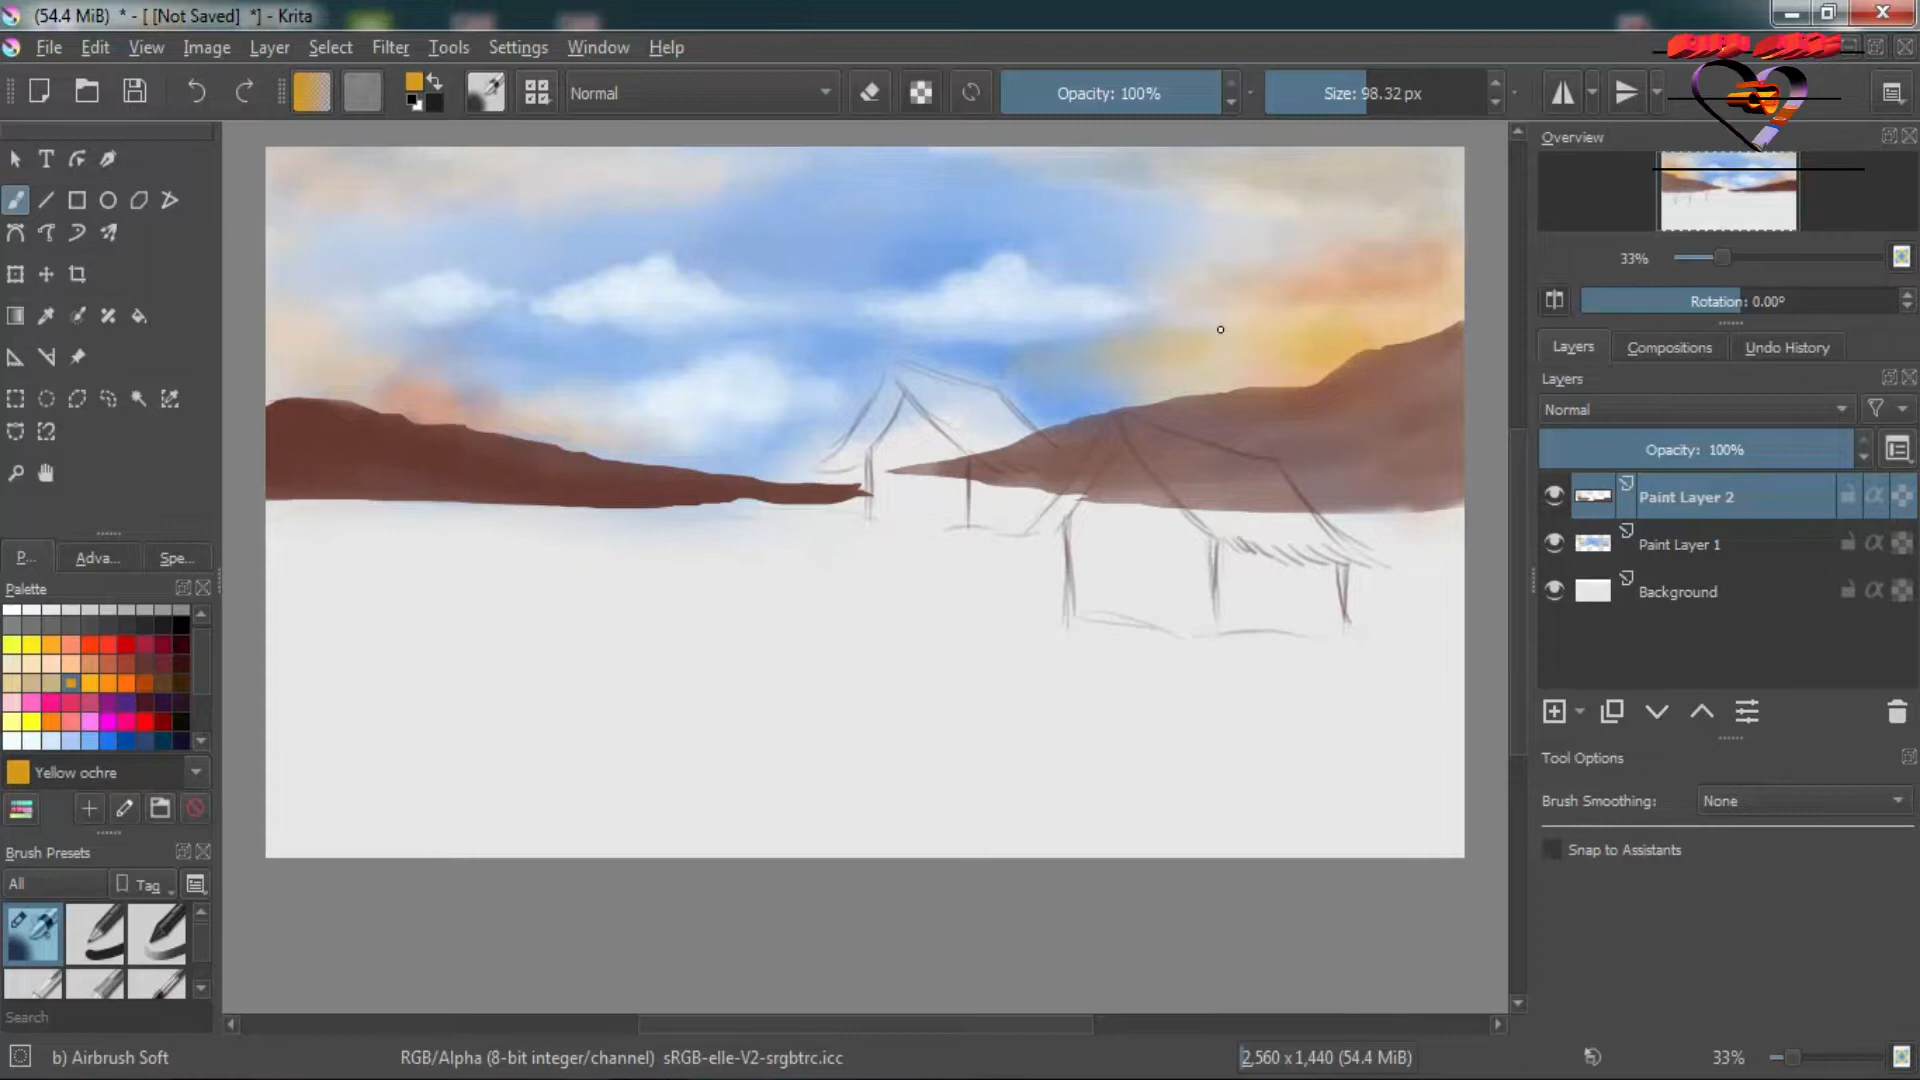 (54.4 MiB) * - [ [Not Saved] *] - Krita
File Edit View Image Layer Select Filter Tools Settings Window Help
Normal
Opacity: 100%
Size: 98.32 px
Overview
33%
Rotation: 0.00°
Layers Compositions Undo History
Layers
Normal
Opacity: 100%
Paint Layer 2
Paint Layer 1
Background
Tool Options
Brush Smoothing: None
Snap to Assistants
P... Adva... Spe...
Palette
Yellow ochre
Brush Presets
All Tag
Search
b) Airbrush Soft
RGB/Alpha (8-bit integer/channel) sRGB-elle-V2-srgbtrc.icc
2,560 x 1,440 (54.4 MiB)
33%